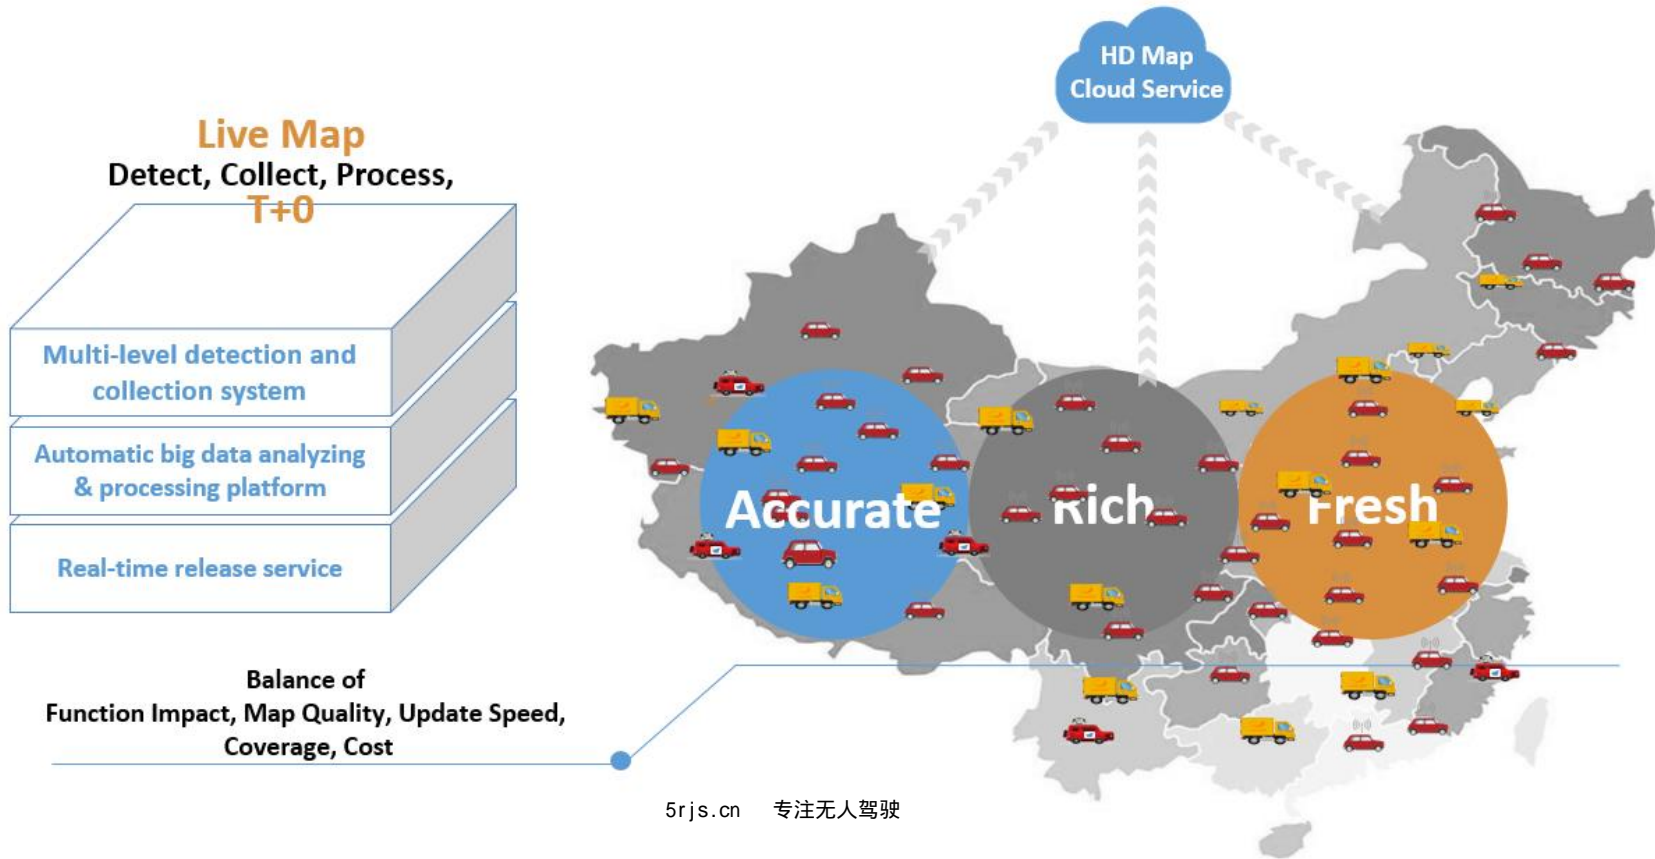 HD Map
Cloud Service
Live Map
Detect, Collect, Process,
T+0
Multi-level detection and
collection system
Automatic big data analyzing
& processing platform
Real-time release service
Accurate
Rich
Fresh
Balance of
Function Impact, Map Quality, Update Speed,
Coverage, Cost
5rjs.cn 专注无人驾驶